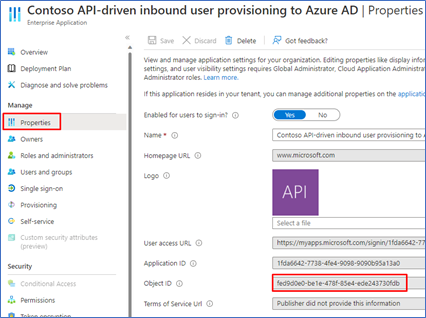 Contoso API-driven inbound user provisioning to Azure AD | Properties
Enterprise Application
Overview
Deployment Plan
Diagnose and solve problems
Manage
Properties
Owners
Roles and administrators
Users and groups
Single sign-on
Provisioning
Self-service
Custom security attributes
(preview)
Security
Conditional Access
Permissions
Token encryption
Save
Discard
Delete
Got feedback?
View and manage application settings for your organization. Editing properties like display inform
settings, and user visibility settings requires Global Administrator, Cloud Application Administrator
Administrator roles. Learn more.
If this application resides in your tenant, you can manage additional properties on the applicatio
Enabled for users to sign-in?
Yes
No
Name *
Contoso API-driven inbound user provisioning to A
Homepage URL
www.microsoft.com
Logo
API
Select a file
User access URL
https://myapps.microsoft.com/signin/1fda6642-77
Application ID
1fda6642-7738-4fe4-9098-9090b95a13a0
Object ID
fed9d0e0-be1e-478f-85e4-ede243730fdb
Terms of Service Url
Publisher did not provide this information